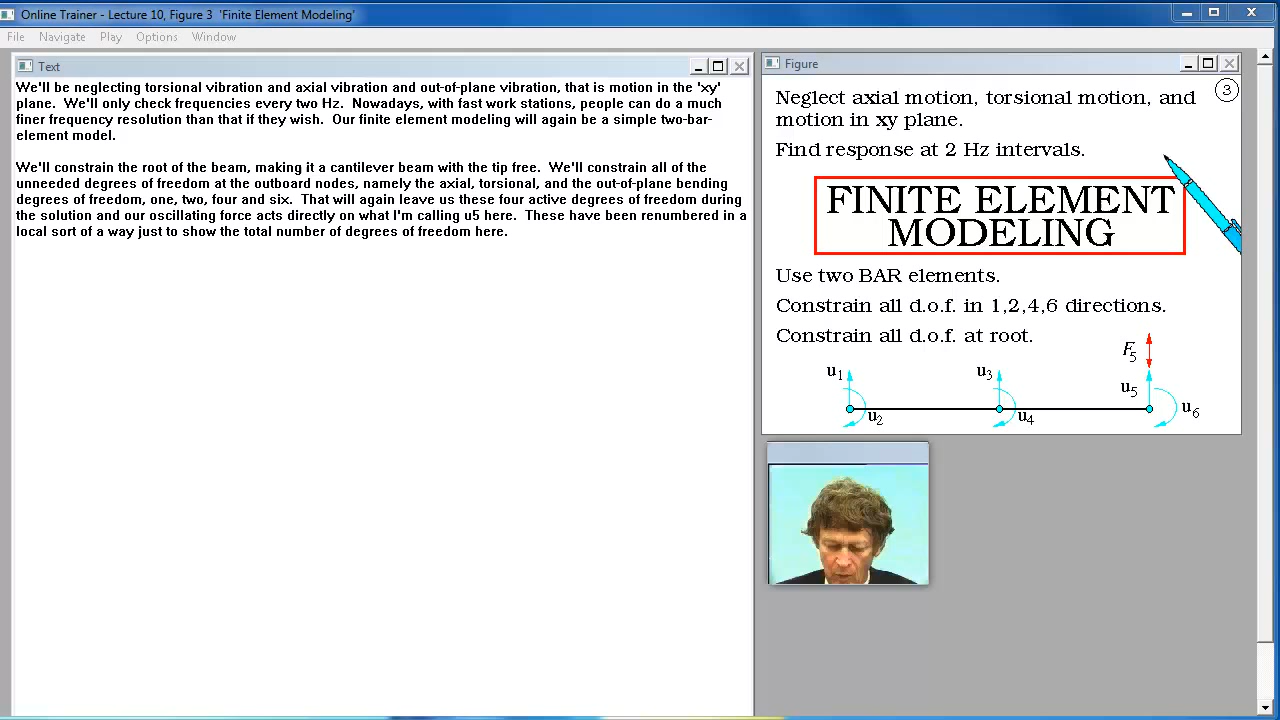 Online Trainer - Lecture 10, Figure 3 'Finite Element Modeling'
File Navigate Play Options Window
Text
We'll be neglecting torsional vibration and axial vibration and out-of-plane vibration, that is motion in the 'xy'
plane. We'll only check frequencies every two Hz. Nowadays, with fast work stations, people can do a much
finer frequency resolution than that if they wish. Our finite element modeling will again be a simple two-bar-
element model.
We'll constrain the root of the beam, making it a cantilever beam with the tip free. We'll constrain all of the
unneeded degrees of freedom at the outboard nodes, namely the axial, torsional, and the out-of-plane bending
degrees of freedom, one, two, four and six. That will again leave us these four active degrees of freedom during
the solution and our oscillating force acts directly on what I'm calling u5 here. These have been renumbered in a
local sort of a way just to show the total number of degrees of freedom here.
Figure
3
Neglect axial motion, torsional motion, and
motion in xy plane.
Find response at 2 Hz intervals.
FINITE ELEMENT
MODELING
Use two BAR elements.
Constrain all d.o.f. in 1,2,4,6 directions.
Constrain all d.o.f. at root.
F5
u1 u3 u5
u2 u4 u6